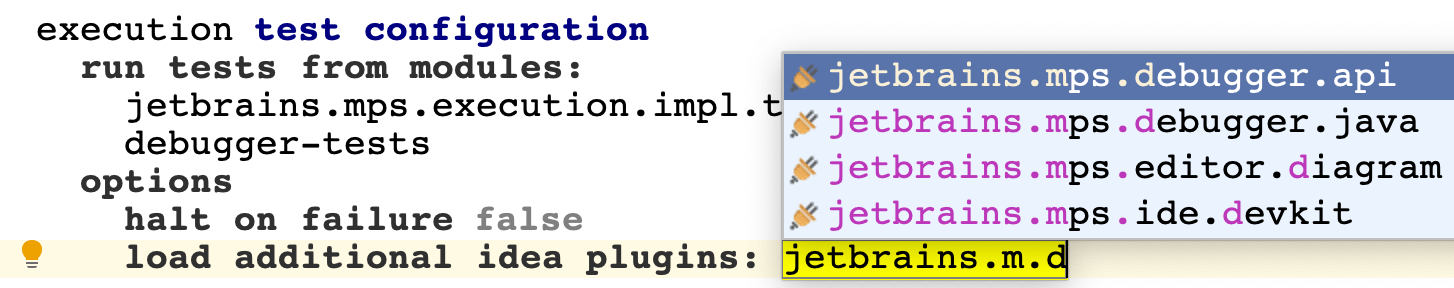 execution test configuration
run tests from modules:
jetbrains.mps.execution.impl.t
debugger-tests
options
halt on failure false
load additional idea plugins: jetbrains.m.d
jetbrains.mps.debugger.api
jetbrains.mps.debugger.java
jetbrains.mps.editor.diagram
jetbrains.mps.ide.devkit